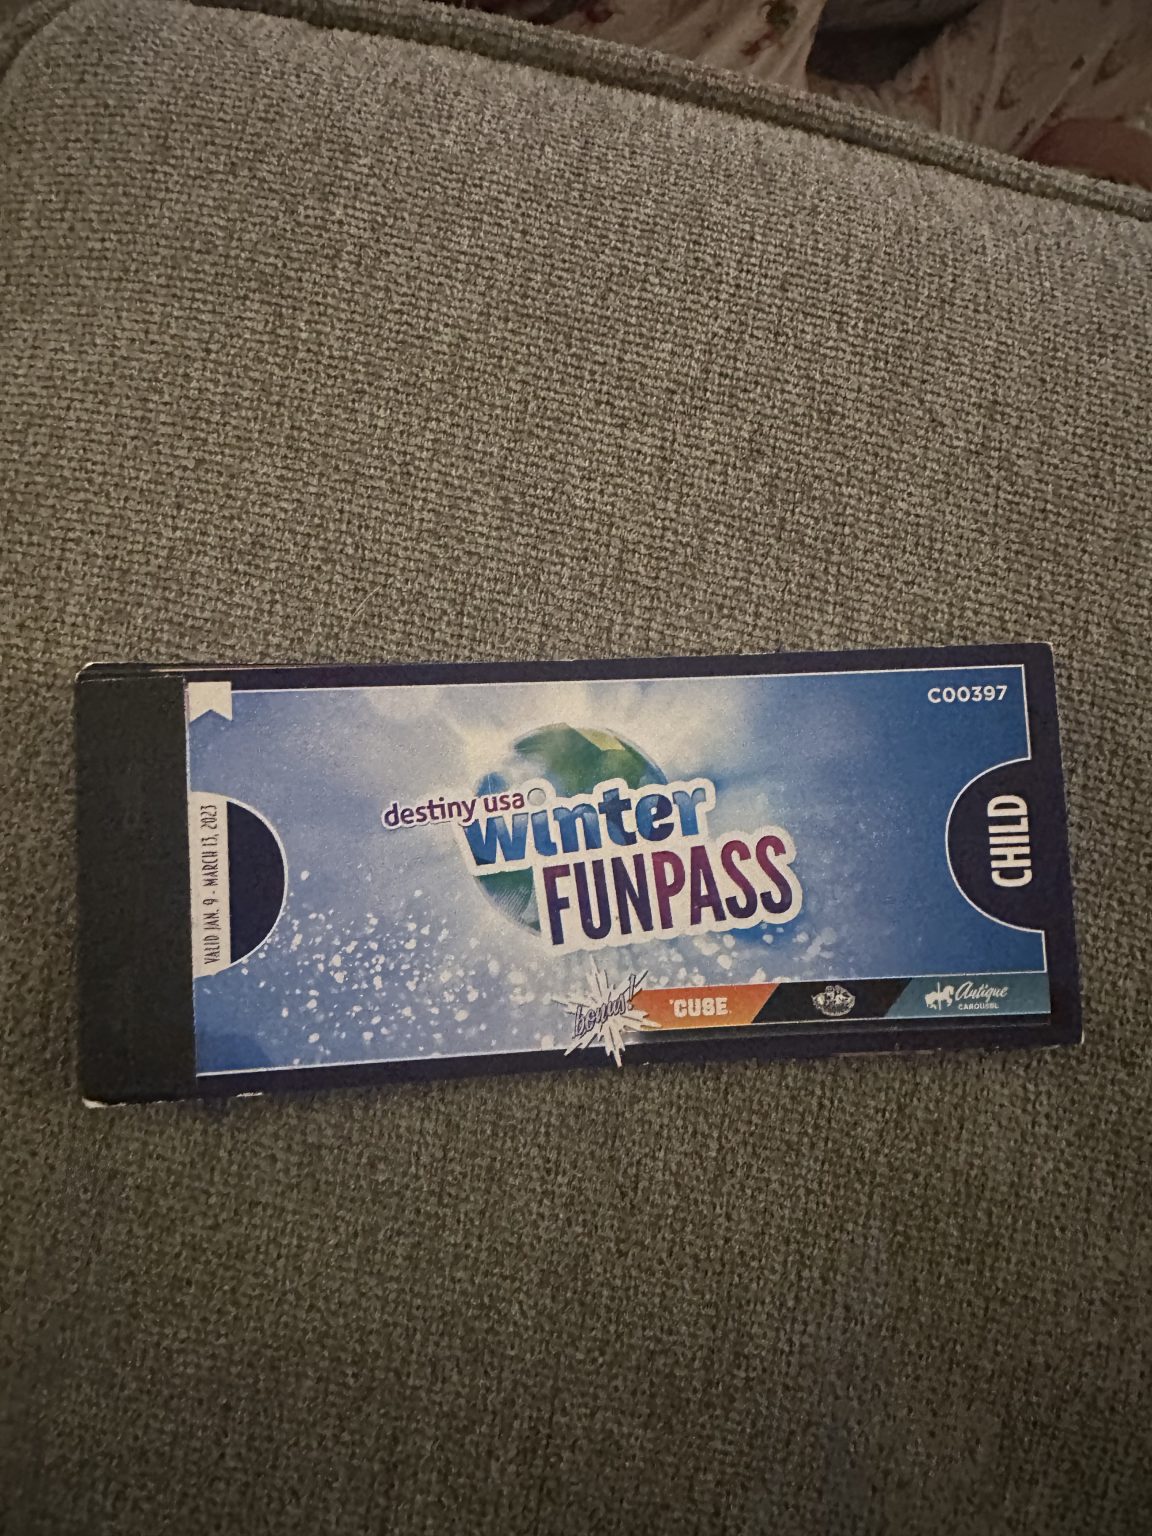 C00397
destiny usa
winter
FUNPASS
CHILD
VALID JAN. 9 - MARCH 13, 2023
bonus!
'CUSE
Antique
CAROUSEL